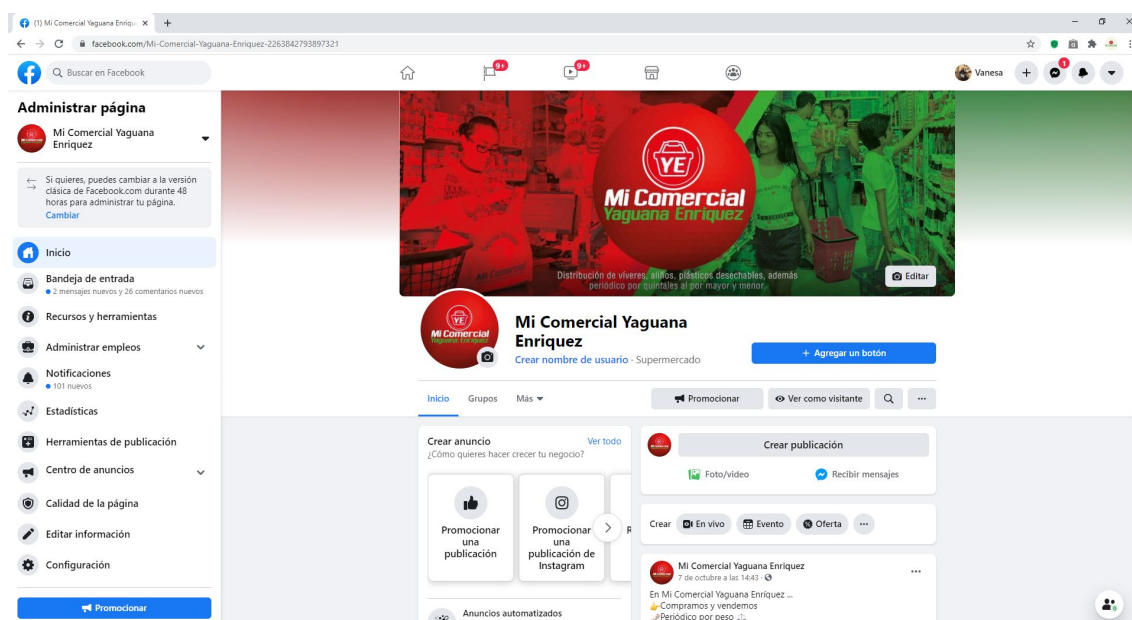 (1) Mi Comercial Yaguana Enriqu
facebook.com/Mi-Comercial-Yaguana-Enriquez-2263842793897321
Buscar en Facebook
9+
9+
Vanesa
1
Administrar página
Mi Comercial Yaguana
Enriquez
Si quieres, puedes cambiar a la versión
clásica de Facebook.com durante 48
horas para administrar tu página.
Cambiar
Inicio
Bandeja de entrada
2 mensajes nuevos y 26 comentarios nuevos
Recursos y herramientas
Administrar empleos
Notificaciones
101 nuevos
Estadísticas
Herramientas de publicación
Centro de anuncios
Calidad de la página
Editar información
Configuración
Promocionar
YE
Mi Comercial
Yaguana Enriquez
Distribución de víveres, aliños, plásticos desechables, además
periódico por quintales al por mayor y menor.
Editar
YE
Mi Comercial
Yaguana Enriquez
Mi Comercial Yaguana
Enriquez
Crear nombre de usuario · Supermercado
+ Agregar un botón
Inicio
Grupos
Más
Promocionar
Ver como visitante
Crear anuncio
Ver todo
¿Cómo quieres hacer crecer tu negocio?
Promocionar
una
publicación
Promocionar
una
publicación de
Instagram
R
Anuncios automatizados
Crear publicación
Foto/video
Recibir mensajes
Crear
En vivo
Evento
Oferta
Mi Comercial Yaguana Enriquez
7 de octubre a las 14:43 ·
En Mi Comercial Yaguana Enríquez ...
Compramos y vendemos
Periódico por peso